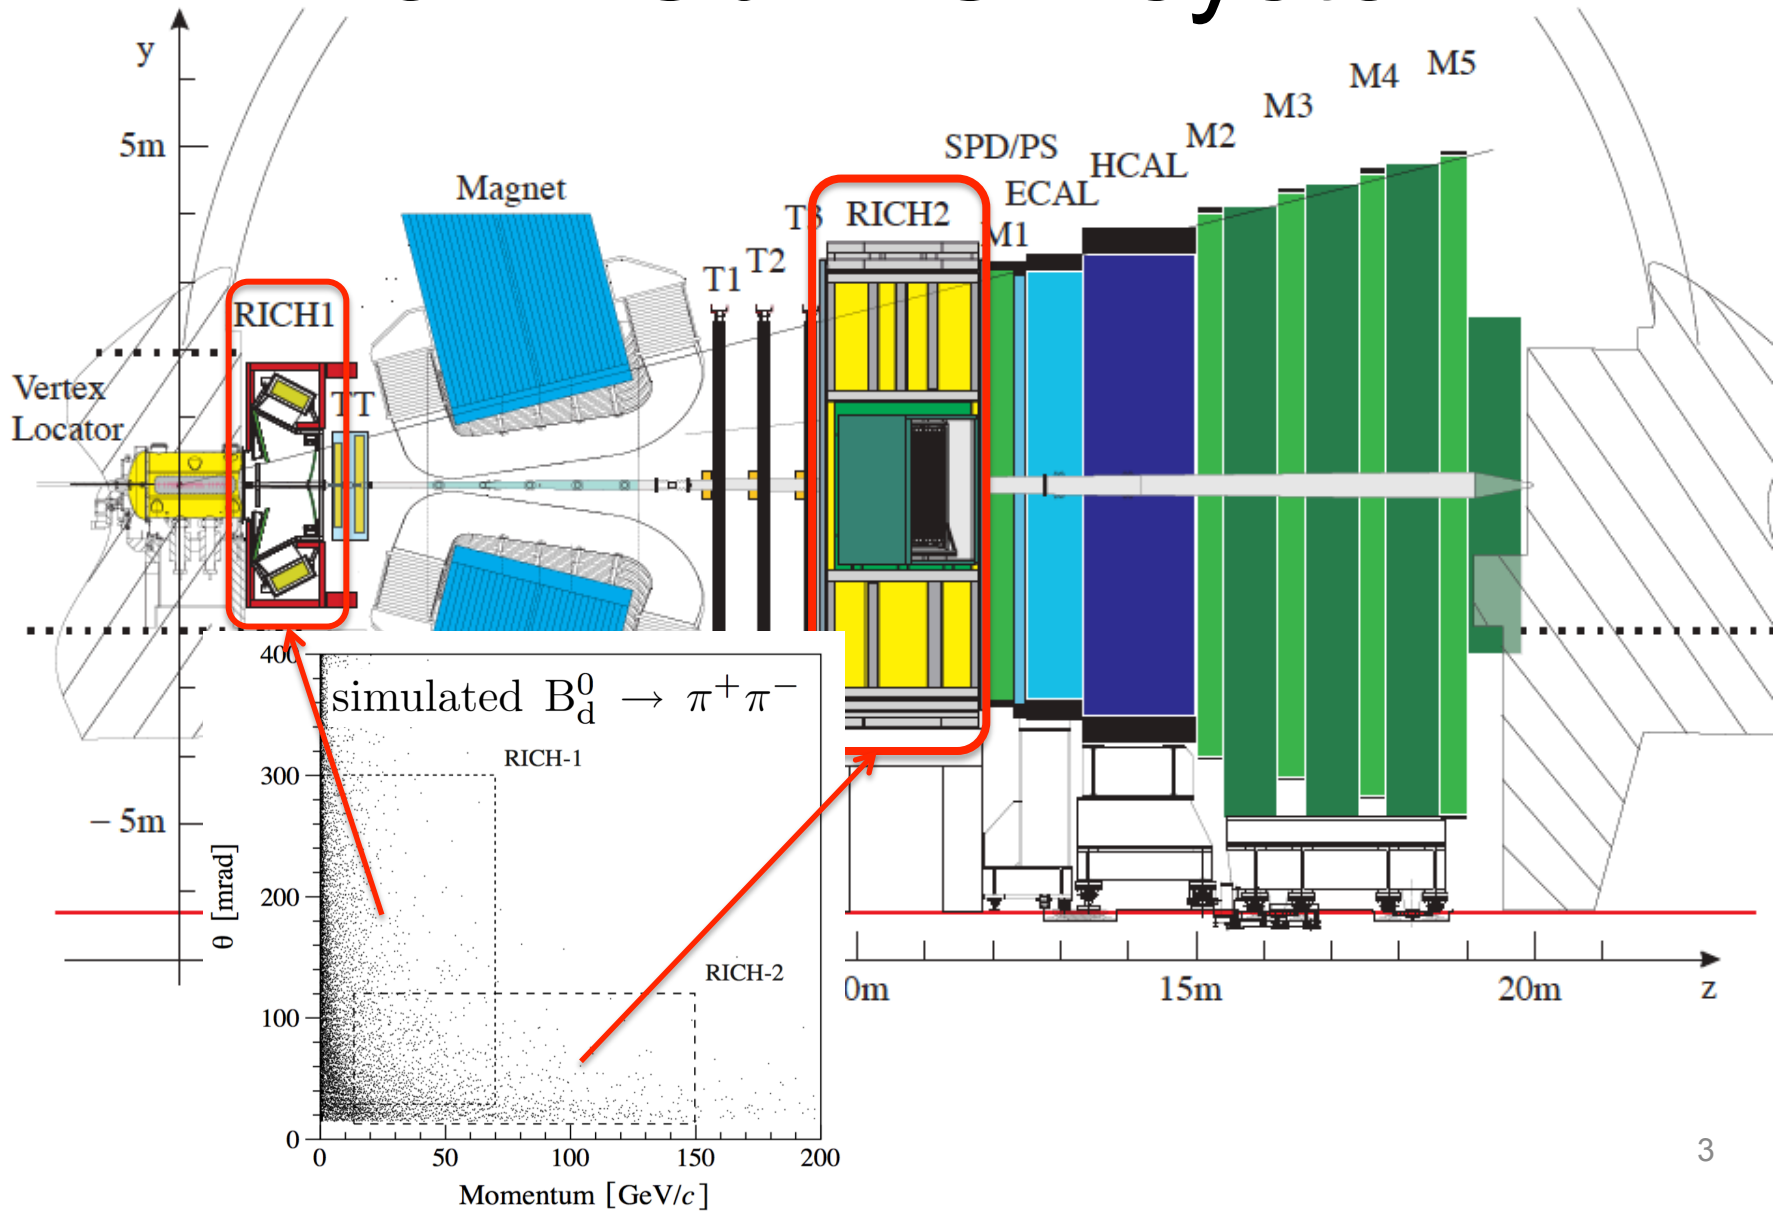 y
5m
Magnet
Vertex
Locator
RICH1
TT
T1
T2
T3
RICH2
SPD/PS
M1
ECAL
HCAL
M2
M3
M4
M5
− 5m
0m
15m
20m
z
simulated B⁰_d → π⁺π⁻
RICH-1
RICH-2
θ [mrad]
400
300
200
100
0
0
50
100
150
200
Momentum [GeV/c]
3